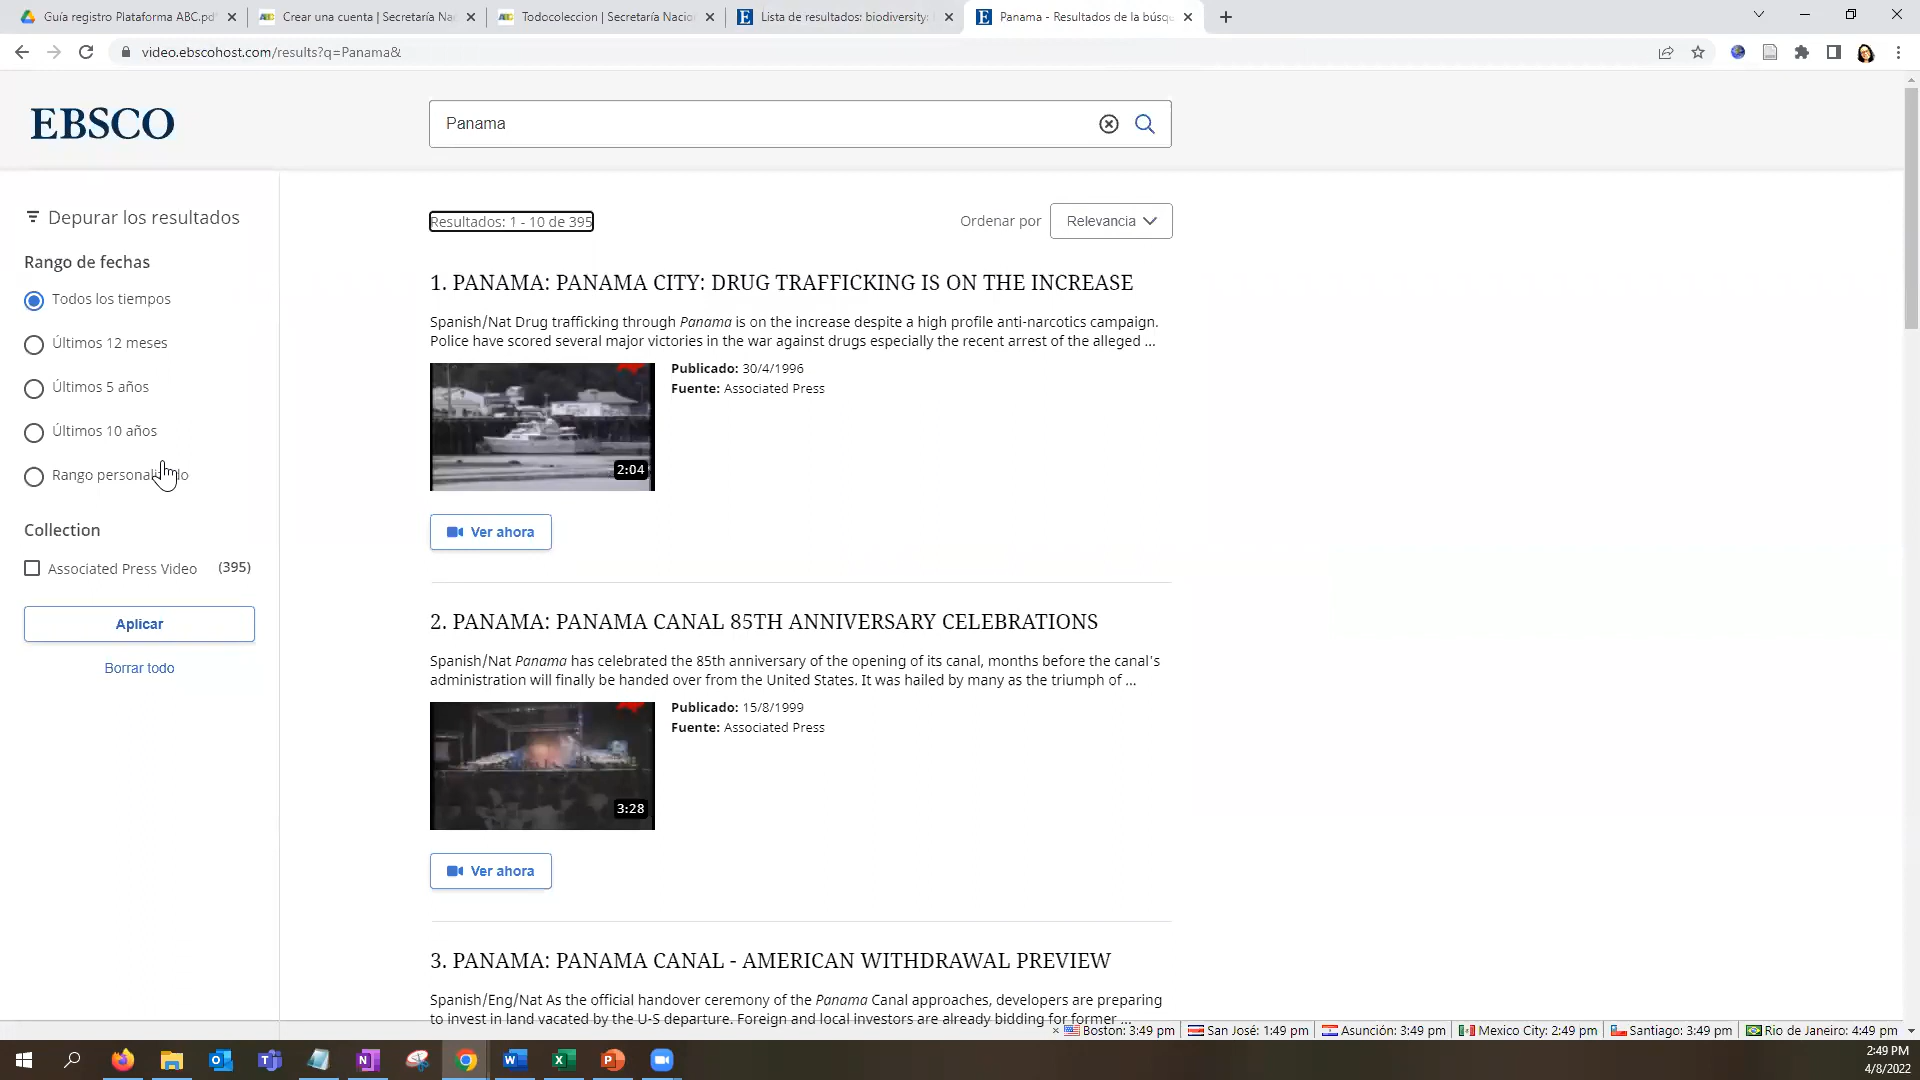 Guía registro Plataforma ABC.pd
Crear una cuenta | Secretaría Na
Todocoleccion | Secretaría Nacio
Lista de resultados: biodiversity:
Panama - Resultados de la búsqu
video.ebscohost.com/results?q=Panama&
EBSCO
Panama
Depurar los resultados
Rango de fechas
Todos los tiempos
Últimos 12 meses
Últimos 5 años
Últimos 10 años
Rango personalizado
Collection
Associated Press Video (395)
Aplicar
Borrar todo
Resultados: 1 - 10 de 395
Ordenar por Relevancia
1. PANAMA: PANAMA CITY: DRUG TRAFFICKING IS ON THE INCREASE
Spanish/Nat Drug trafficking through Panama is on the increase despite a high profile anti-narcotics campaign.
Police have scored several major victories in the war against drugs especially the recent arrest of the alleged ...
Publicado: 30/4/1996
Fuente: Associated Press
2:04
Ver ahora
2. PANAMA: PANAMA CANAL 85TH ANNIVERSARY CELEBRATIONS
Spanish/Nat Panama has celebrated the 85th anniversary of the opening of its canal, months before the canal's
administration will finally be handed over from the United States. It was hailed by many as the triumph of ...
Publicado: 15/8/1999
Fuente: Associated Press
3:28
Ver ahora
3. PANAMA: PANAMA CANAL - AMERICAN WITHDRAWAL PREVIEW
Spanish/Eng/Nat As the official handover ceremony of the Panama Canal approaches, developers are preparing
to invest in land vacated by the U-S departure. Foreign and local investors are already bidding for former ...
Boston: 3:49 pm San José: 1:49 pm Asunción: 3:49 pm Mexico City: 2:49 pm Santiago: 3:49 pm Rio de Janeiro: 4:49 pm
2:49 PM
4/8/2022